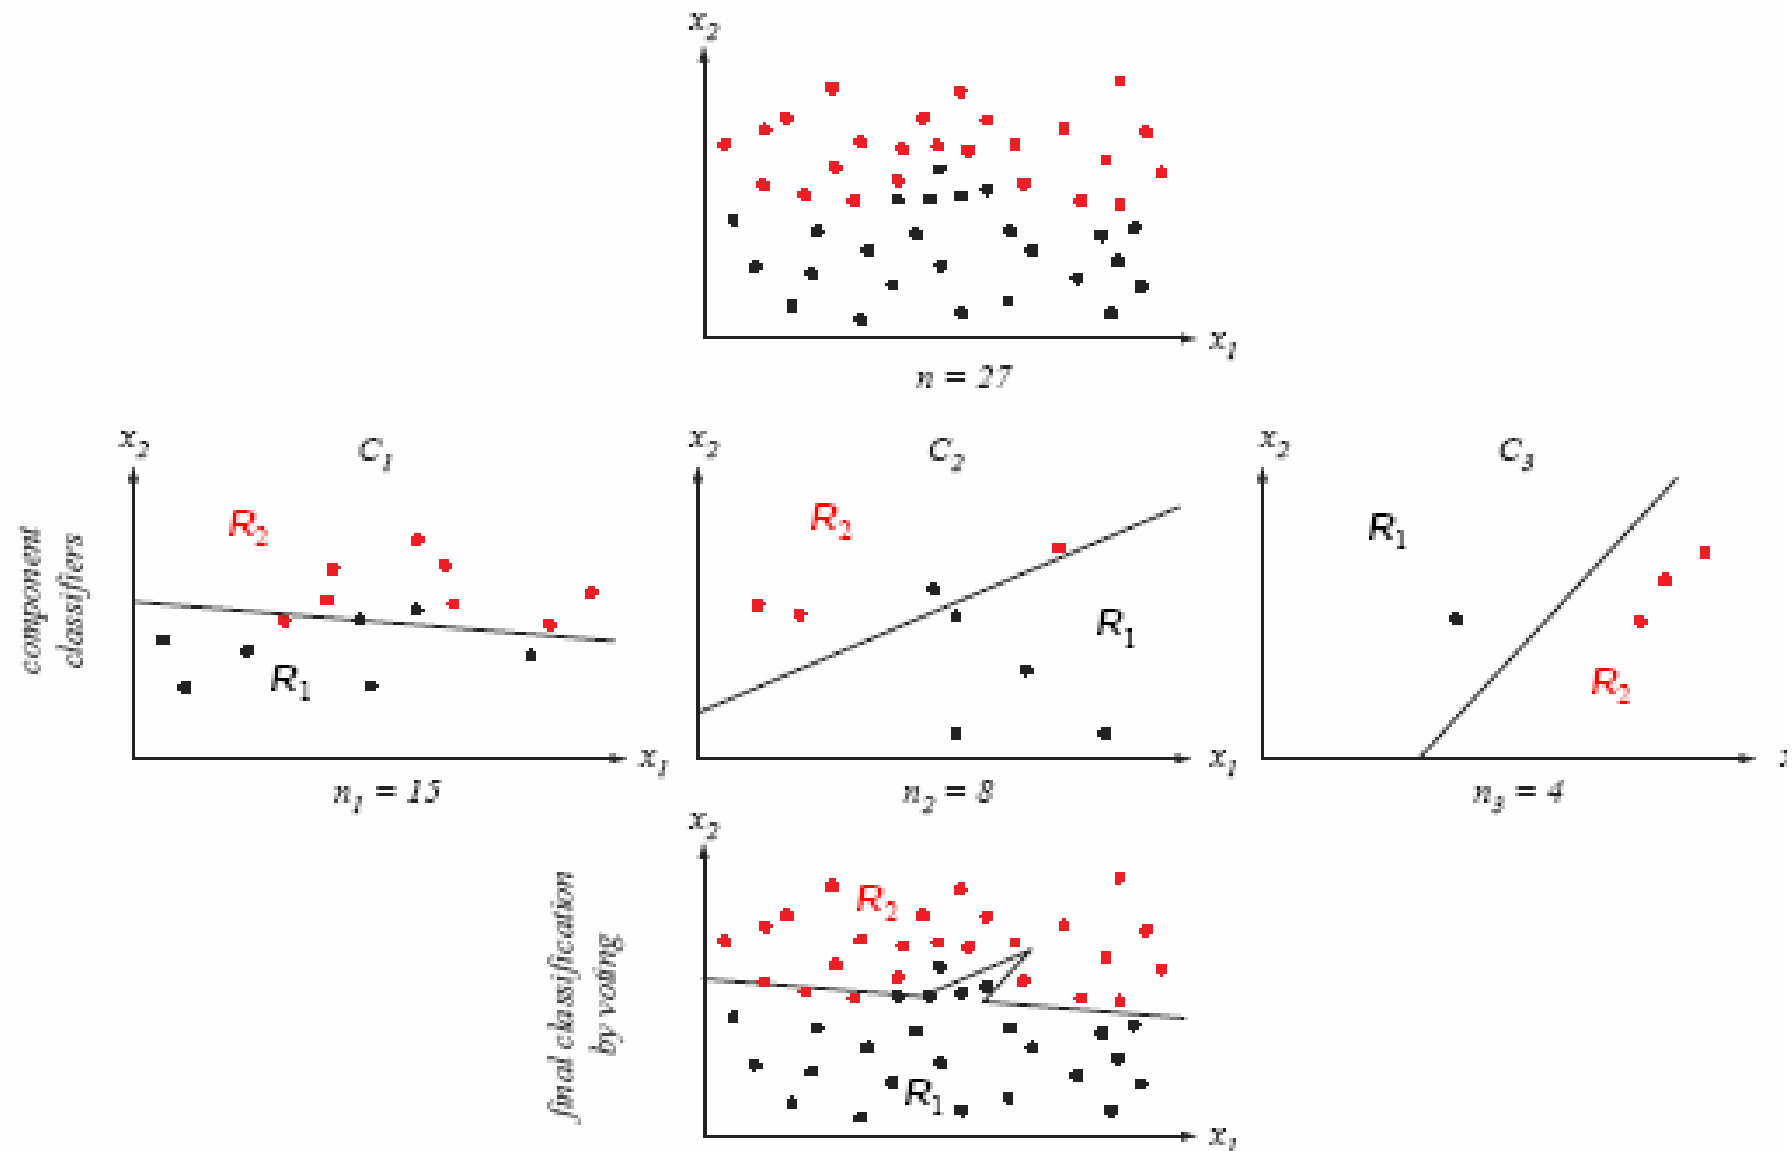 x₂
x₁
n = 27
component
classifiers
x₂
C₁
R₂
R₁
x₁
n₁ = 15
x₂
C₂
R₂
R₁
x₁
n₂ = 8
x₂
C₃
R₁
R₂
x
n₃ = 4
final classification
by voting
x₂
R₂
R₁
x₁